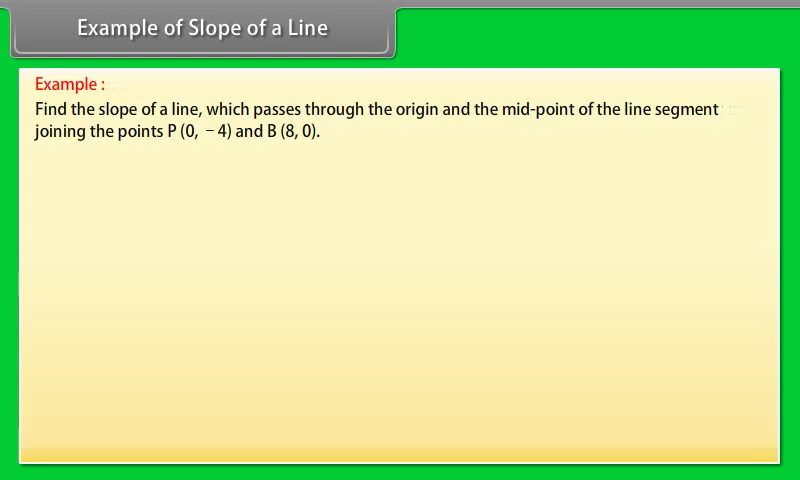 Example of Slope of a Line
Example :
Find the slope of a line, which passes through the origin and the mid-point of the line segment
joining the points P (0, − 4) and B (8, 0).